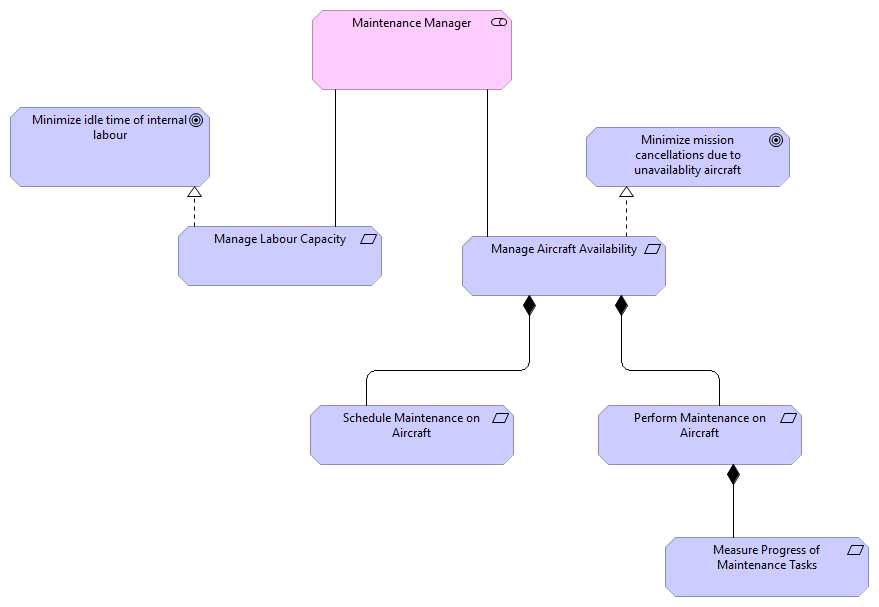 Maintenance Manager
Minimize idle time of internal
labour
Minimize mission
cancellations due to
unavailablity aircraft
Manage Labour Capacity
Manage Aircraft Availability
Schedule Maintenance on
Aircraft
Perform Maintenance on
Aircraft
Measure Progress of
Maintenance Tasks